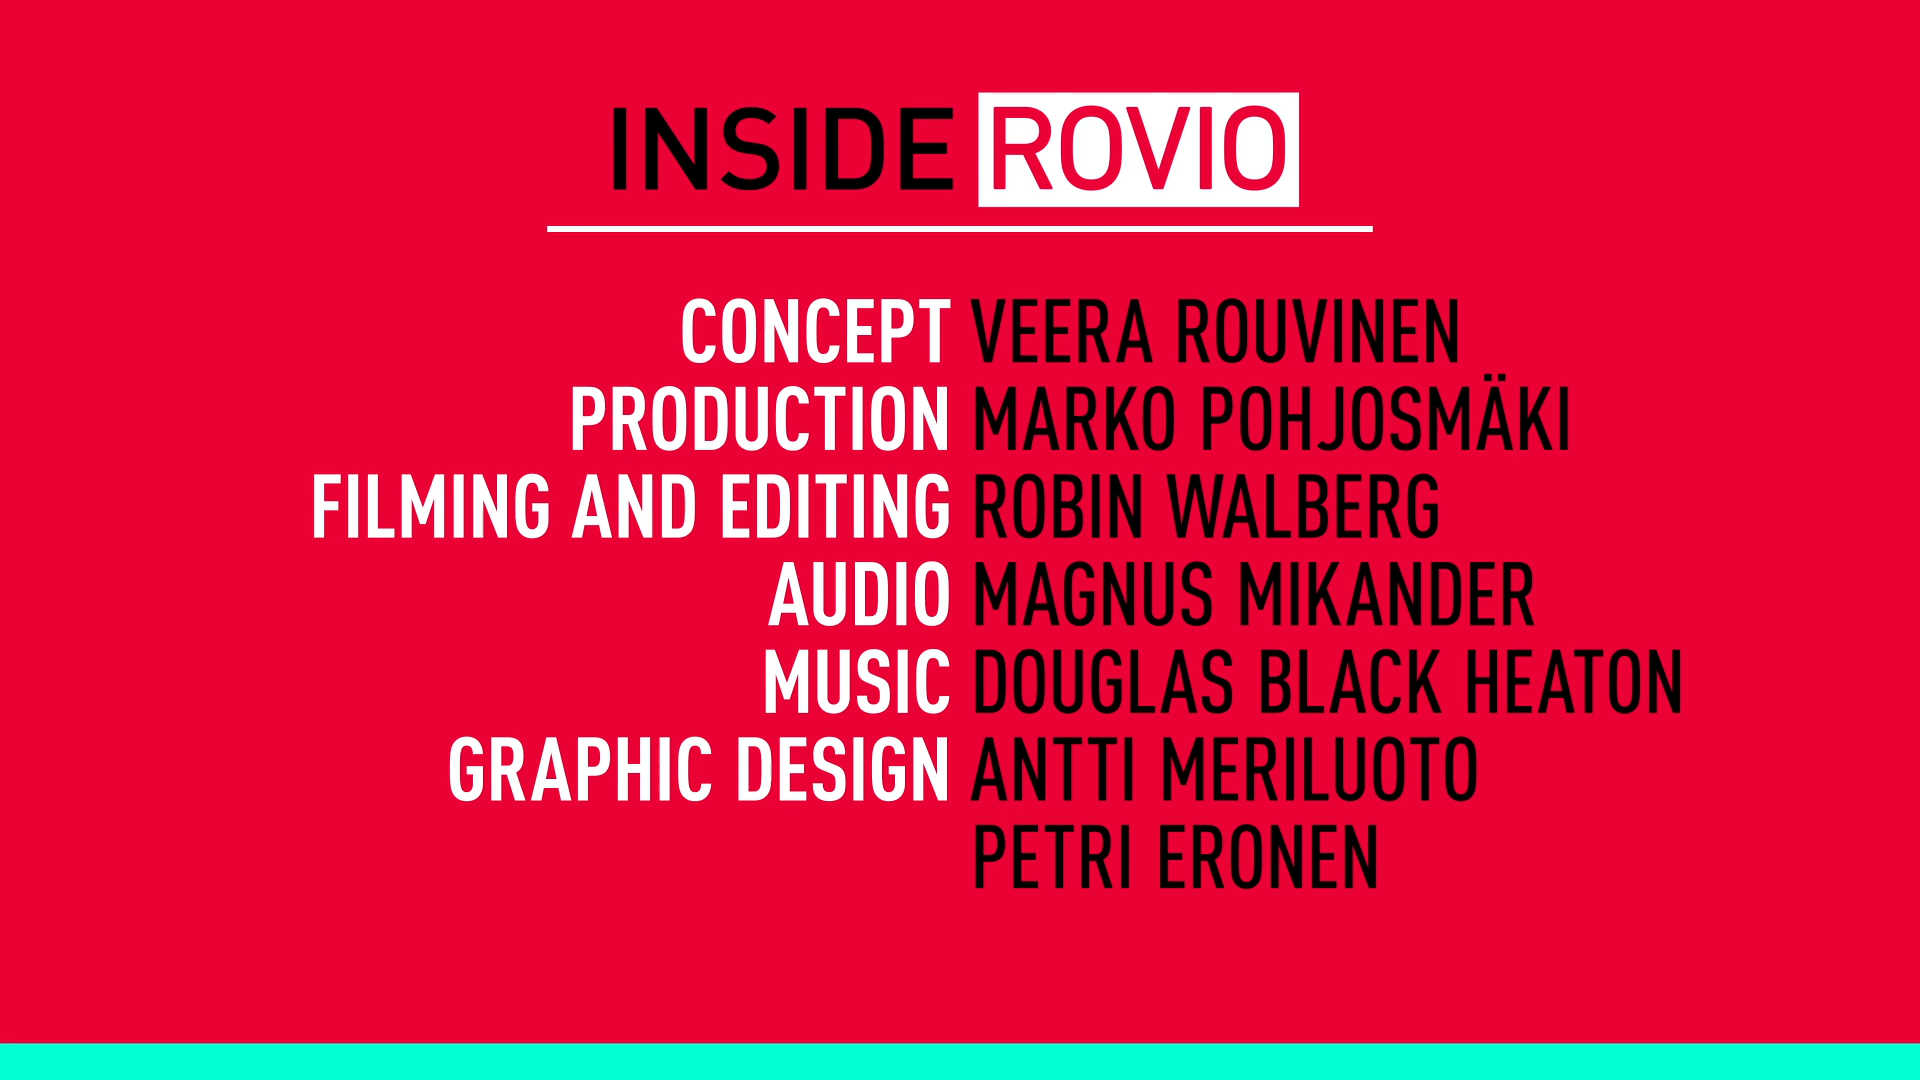 INSIDE ROVIO
CONCEPT VEERA ROUVINEN
PRODUCTION MARKO POHJOSMÄKI
FILMING AND EDITING ROBIN WALBERG
AUDIO MAGNUS MIKANDER
MUSIC DOUGLAS BLACK HEATON
GRAPHIC DESIGN ANTTI MERILUOTO
PETRI ERONEN